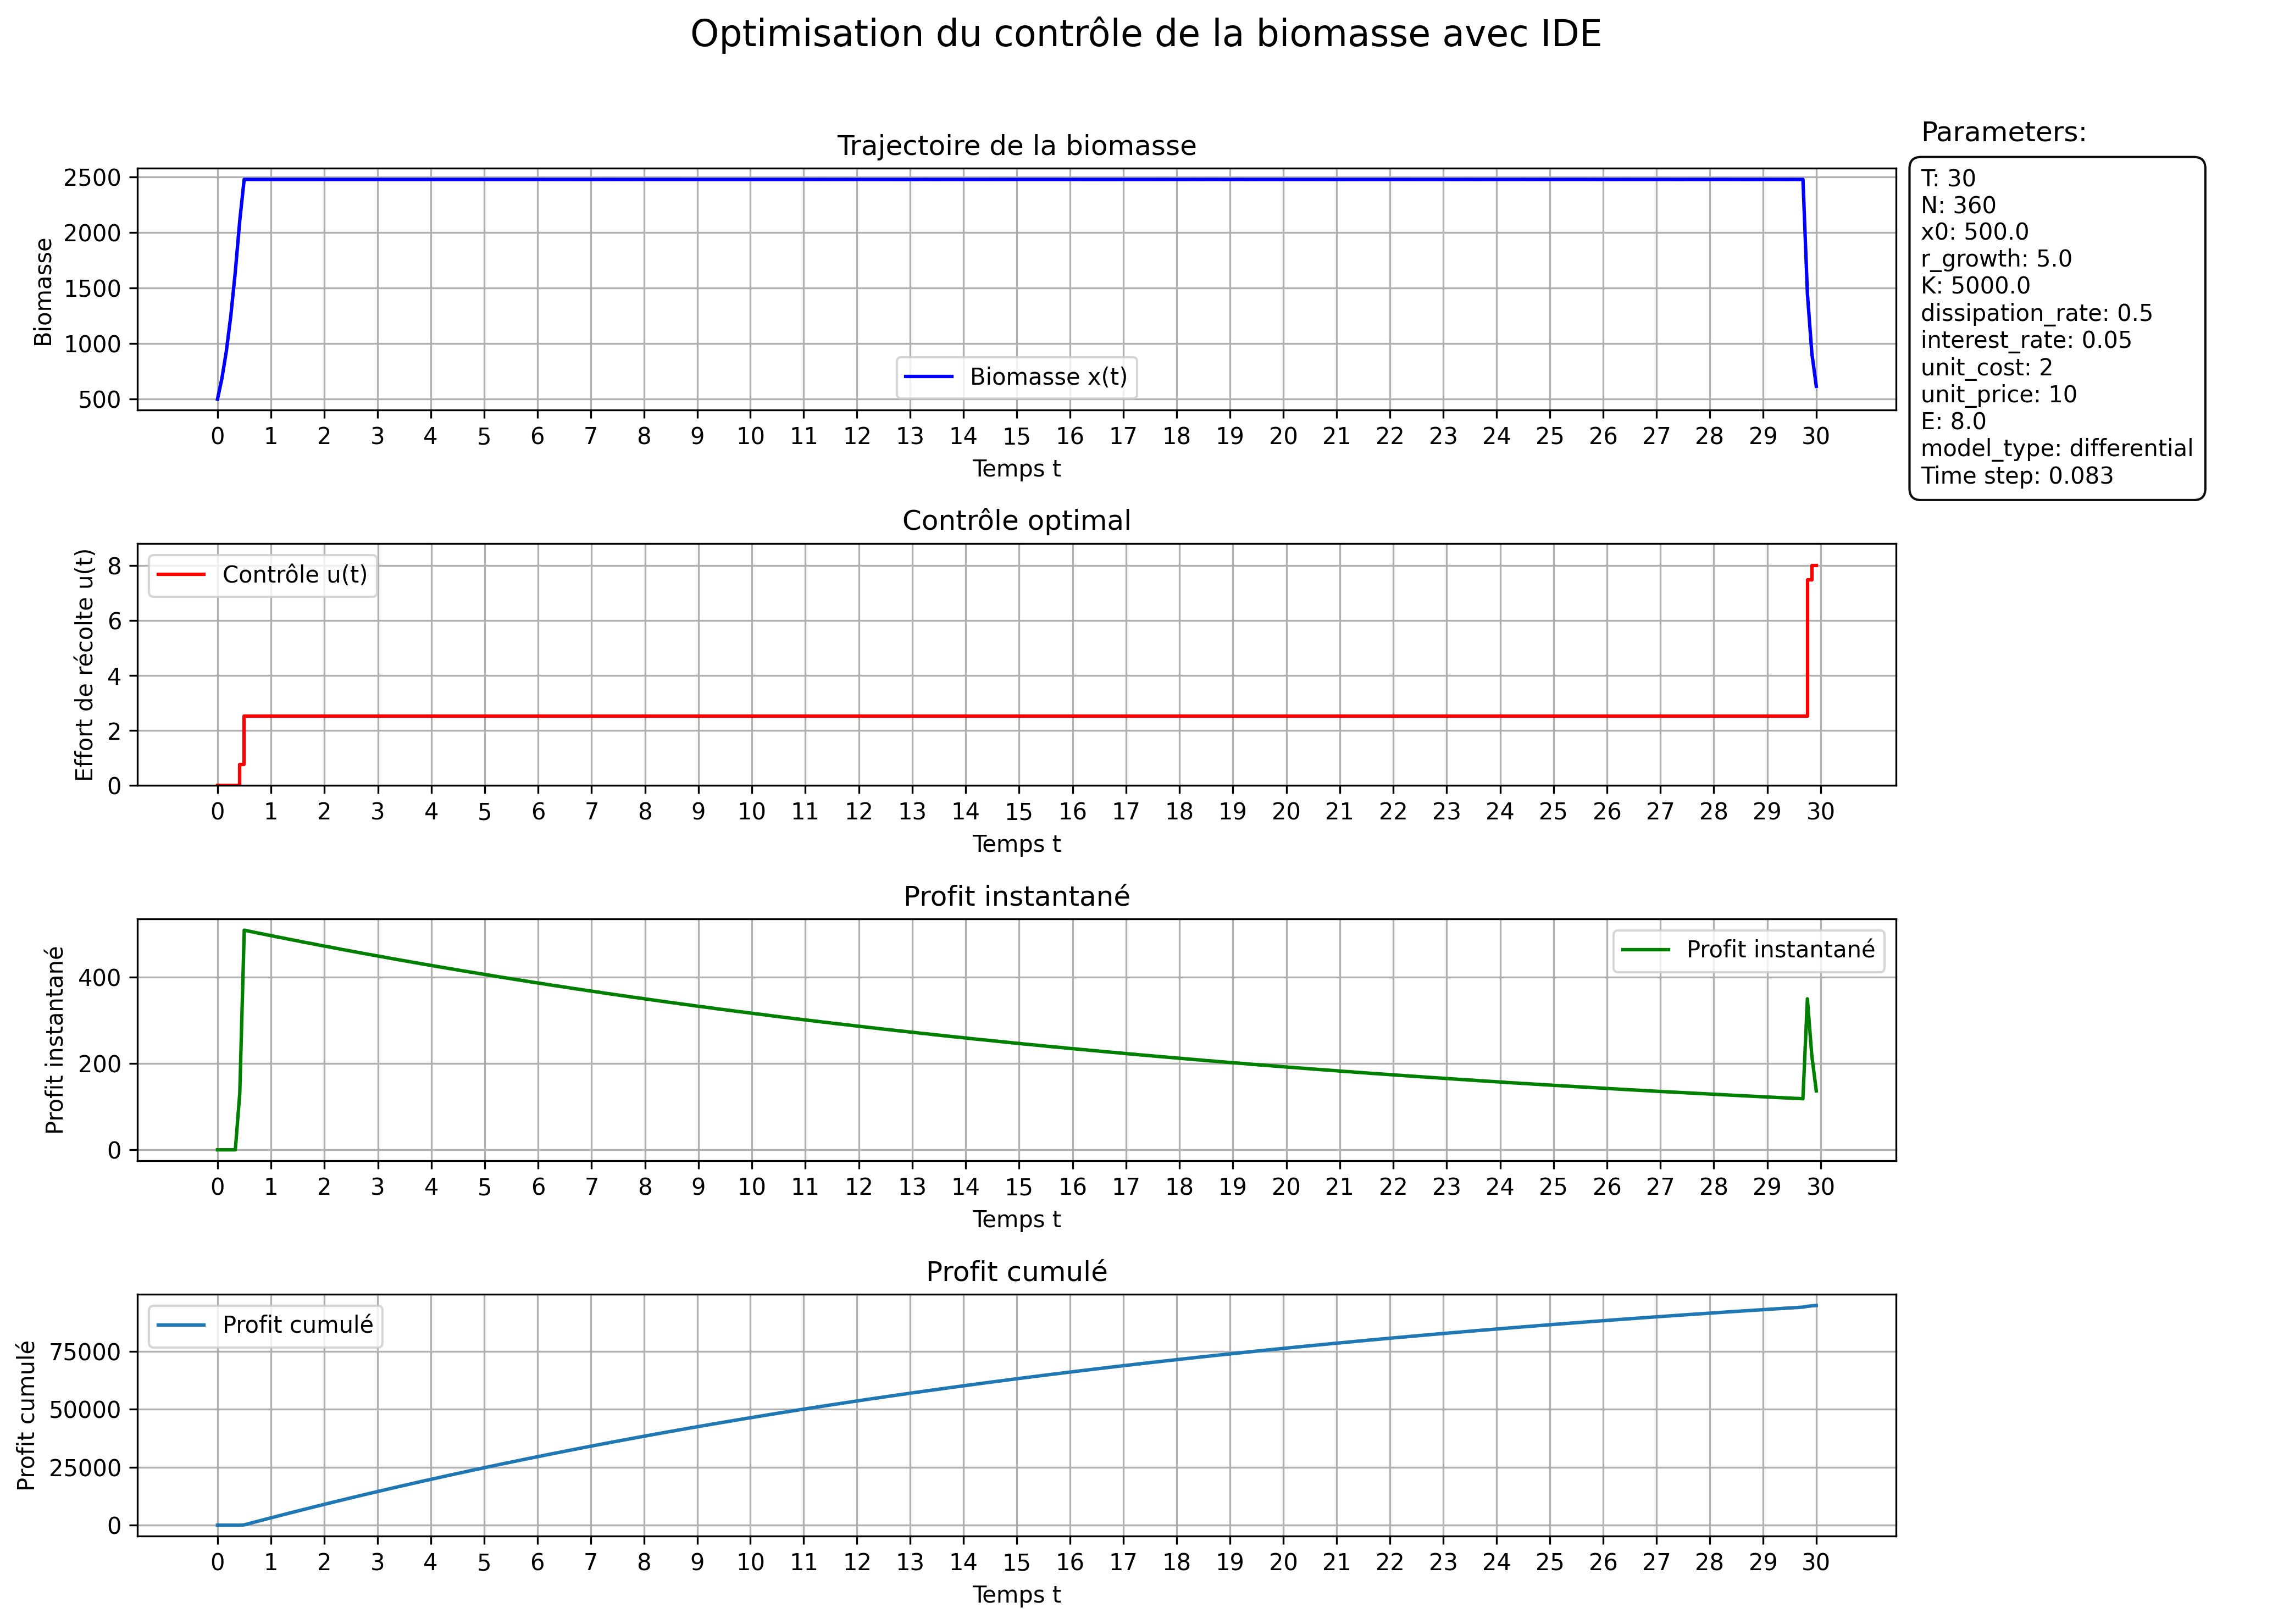 Optimisation du contrôle de la biomasse avec IDE
Trajectoire de la biomasse
Biomasse
2500
2000
1500
1000
500
Biomasse x(t)
0 1 2 3 4 5 6 7 8 9 10 11 12 13 14 15 16 17 18 19 20 21 22 23 24 25 26 27 28 29 30
Temps t
Parameters:
T: 30
N: 360
x0: 500.0
r_growth: 5.0
K: 5000.0
dissipation_rate: 0.5
interest_rate: 0.05
unit_cost: 2
unit_price: 10
E: 8.0
model_type: differential
Time step: 0.083
Contrôle optimal
Effort de récolte u(t)
8
6
4
2
0
Contrôle u(t)
0 1 2 3 4 5 6 7 8 9 10 11 12 13 14 15 16 17 18 19 20 21 22 23 24 25 26 27 28 29 30
Temps t
Profit instantané
Profit instantané
400
200
0
Profit instantané
0 1 2 3 4 5 6 7 8 9 10 11 12 13 14 15 16 17 18 19 20 21 22 23 24 25 26 27 28 29 30
Temps t
Profit cumulé
Profit cumulé
75000
50000
25000
0
Profit cumulé
0 1 2 3 4 5 6 7 8 9 10 11 12 13 14 15 16 17 18 19 20 21 22 23 24 25 26 27 28 29 30
Temps t